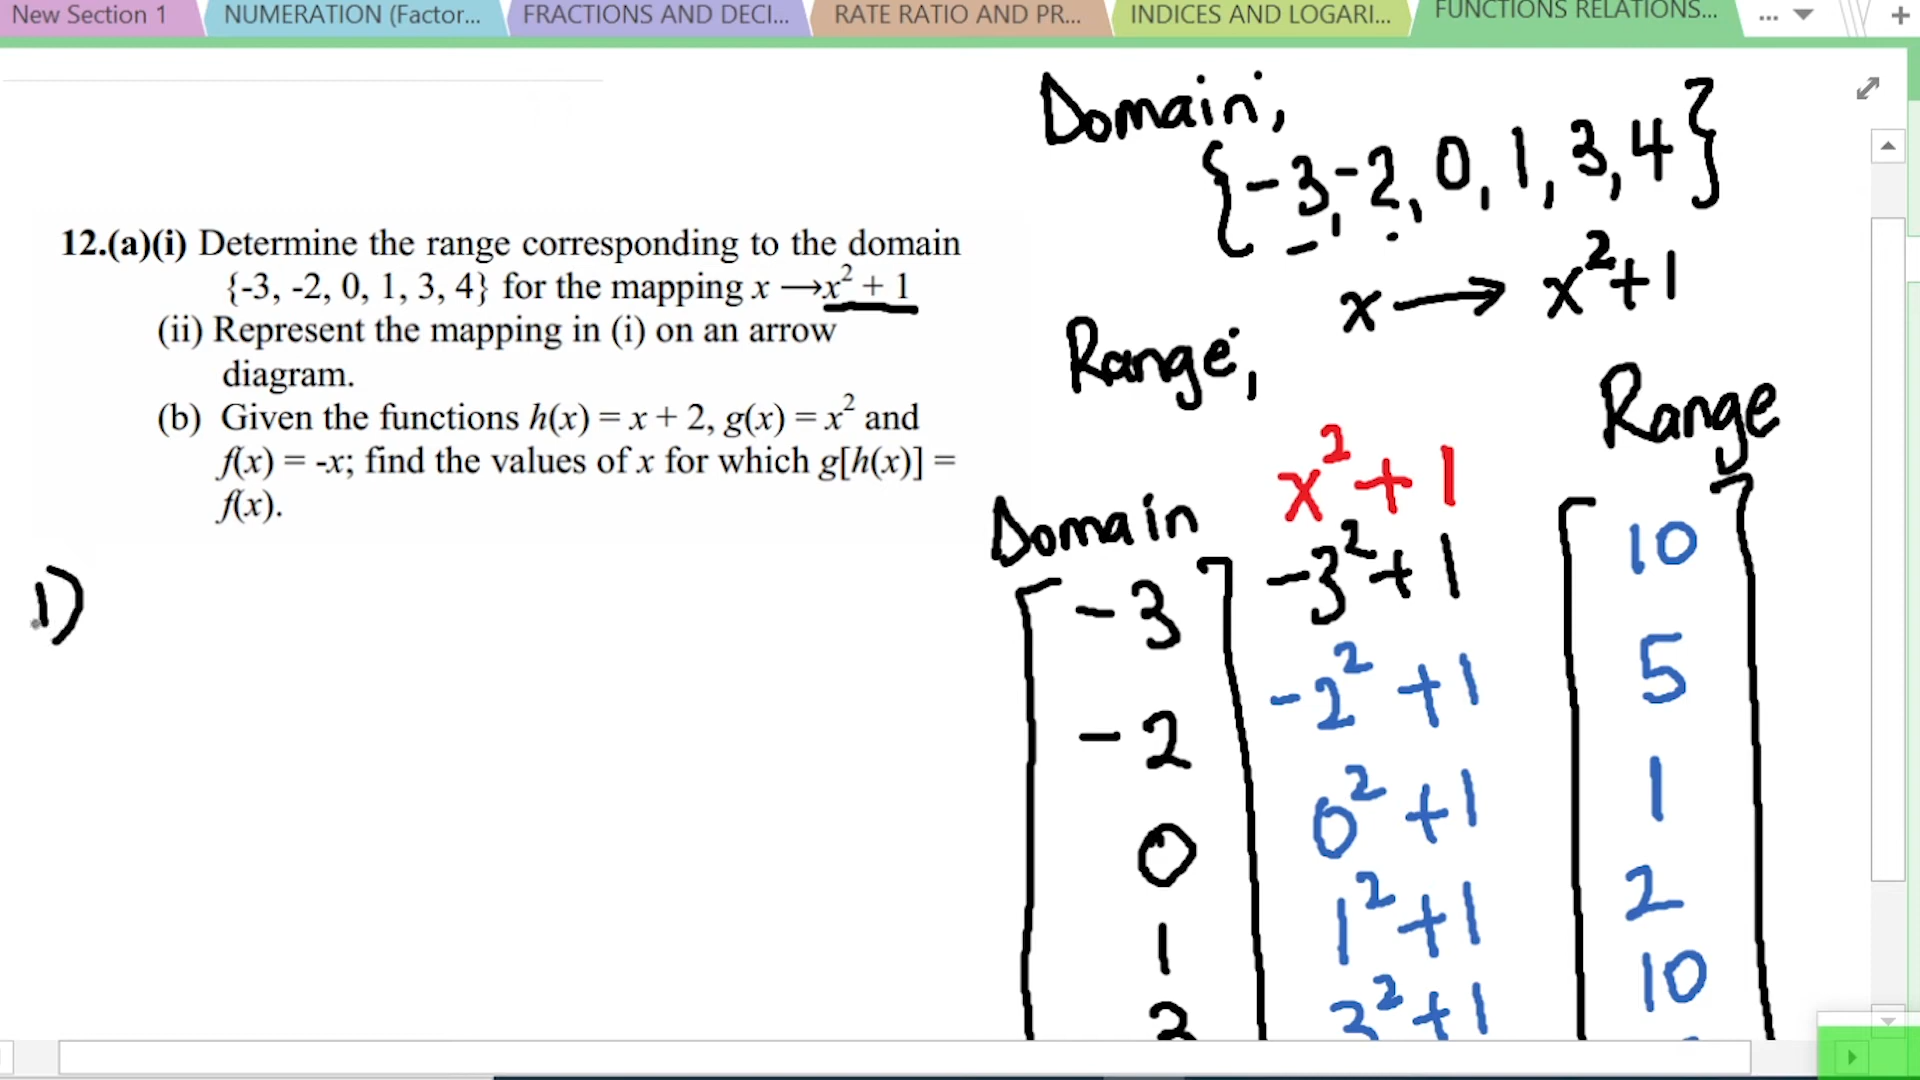 New Section 1 NUMERATION (Factor... FRACTIONS AND DECI... RATE RATIO AND PR... INDICES AND LOGARI... FUNCTIONS RELATIONS... ...
12.(a)(i) Determine the range corresponding to the domain
{-3, -2, 0, 1, 3, 4} for the mapping x →x² + 1
(ii) Represent the mapping in (i) on an arrow
diagram.
(b) Given the functions h(x) = x + 2, g(x) = x² and
f(x) = -x; find the values of x for which g[h(x)] =
f(x).
1)
Domain,
{-3,-2,0,1,3,4}
x → x²+1
Range,
Domain
-3
-2
0
1
3
x²+1
-3²+1
-2²+1
0²+1
1²+1
3²+1
Range
10
5
1
2
10